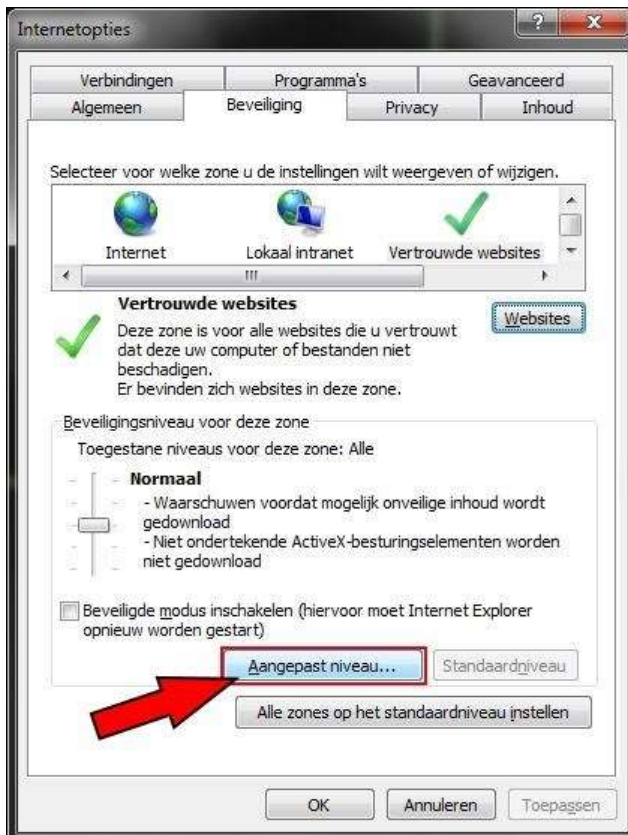 Internetopties
Verbindingen Programma's Geavanceerd
Algemeen Beveiliging Privacy Inhoud
Selecteer voor welke zone u de instellingen wilt weergeven of wijzigen.
Internet Lokaal intranet Vertrouwde websites
Vertrouwde websites
Websites
Deze zone is voor alle websites die u vertrouwt
dat deze uw computer of bestanden niet
beschadigen.
Er bevinden zich websites in deze zone.
Beveiligingsniveau voor deze zone
Toegestane niveaus voor deze zone: Alle
Normaal
- Waarschuwen voordat mogelijk onveilige inhoud wordt
gedownload
- Niet ondertekende ActiveX-besturingselementen worden
niet gedownload
Beveiligde modus inschakelen (hiervoor moet Internet Explorer
opnieuw worden gestart)
Aangepast niveau... Standaardniveau
Alle zones op het standaardniveau instellen
OK Annuleren Toepassen